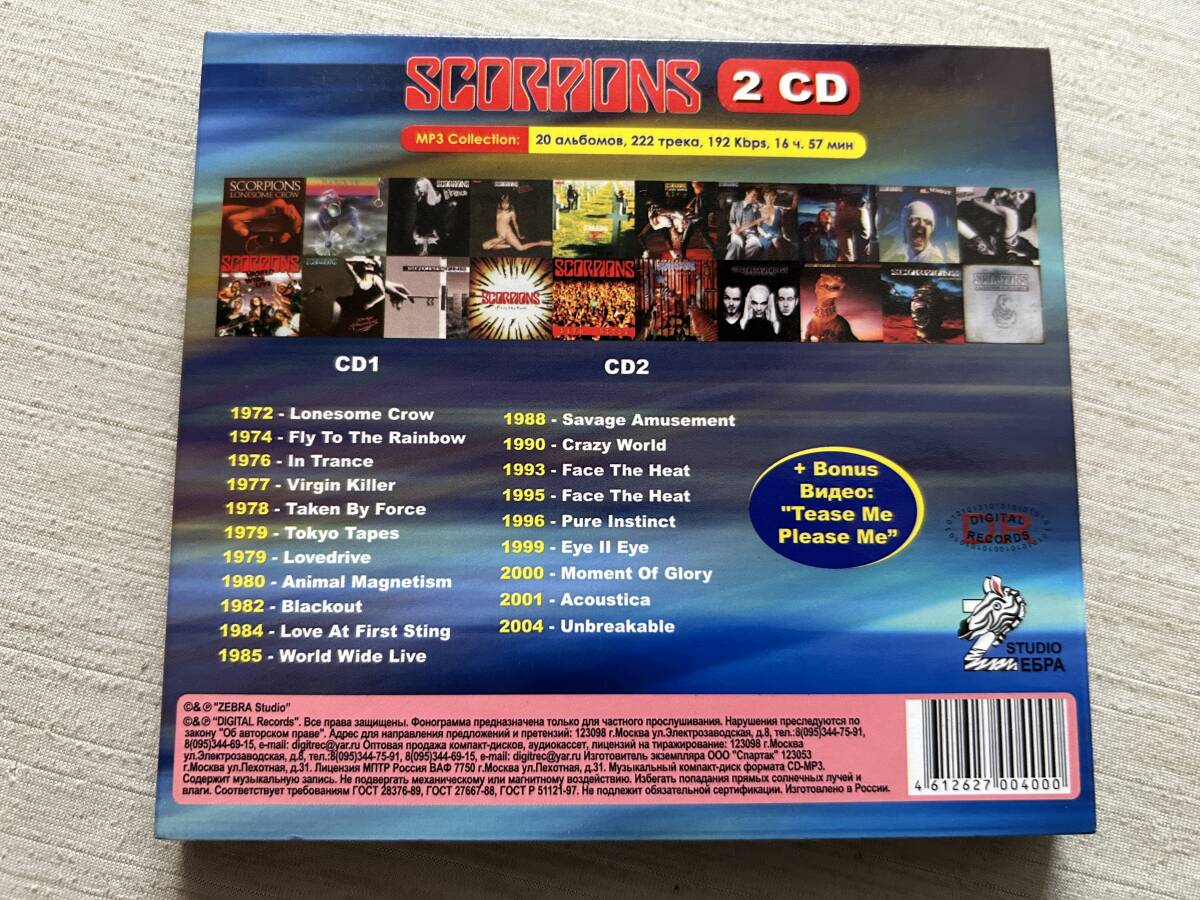 SCORPIONS 2 CD
MP3 Collection: 20 альбомов, 222 трека, 192 Kbps, 16 ч. 57 мин
SCORPIONS
LONESOME CROW
SCORPIONS
SCORPIONS
SCORPIONS
SCORPIONS
SCORPIONS
CD1
1972 - Lonesome Crow
1974 - Fly To The Rainbow
1976 - In Trance
1977 - Virgin Killer
1978 - Taken By Force
1979 - Tokyo Tapes
1979 - Lovedrive
1980 - Animal Magnetism
1982 - Blackout
1984 - Love At First Sting
1985 - World Wide Live
CD2
1988 - Savage Amusement
1990 - Crazy World
1993 - Face The Heat
1995 - Face The Heat
1996 - Pure Instinct
1999 - Eye II Eye
2000 - Moment Of Glory
2001 - Acoustica
2004 - Unbreakable
+ Bonus
Видео:
"Tease Me
Please Me"
DR
DIGITAL
RECORDS
STUDIO
ZЕБРА
©& ℗ "ZEBRA Studio"
©& ℗ "DIGITAL Records". Все права защищены. Фонограмма предназначена только для частного прослушивания. Нарушения преследуются по
закону "Об авторском праве". Адрес для направления предложений и претензий: 123098 г.Москва ул.Электрозаводская, д.8, тел.:8(095)344-75-91,
8(095)344-69-15, e-mail: digitrec@yar.ru Оптовая продажа компакт-дисков, аудиокассет, лицензий на тиражирование: 123098 г.Москва
ул.Электрозаводская, д.8, тел.:8(095)344-75-91, 8(095)344-69-15, e-mail: digitrec@yar.ru Изготовитель экземпляра ООО "Спартак" 123053
г.Москва ул.Пехотная, д.31. Лицензия МПТР Россия ВАФ 7750 г.Москва ул.Пехотная, д.31. Музыкальный компакт-диск формата CD-MP3.
Содержит музыкальную запись. Не подвергать механическому или магнитному воздействию. Избегать попадания прямых солнечных лучей и
влаги. Соответствует требованиям ГОСТ 28376-89, ГОСТ 27667-88, ГОСТ Р 51121-97. Не подлежит обязательной сертификации. Изготовлено в России.
4 612627 004000